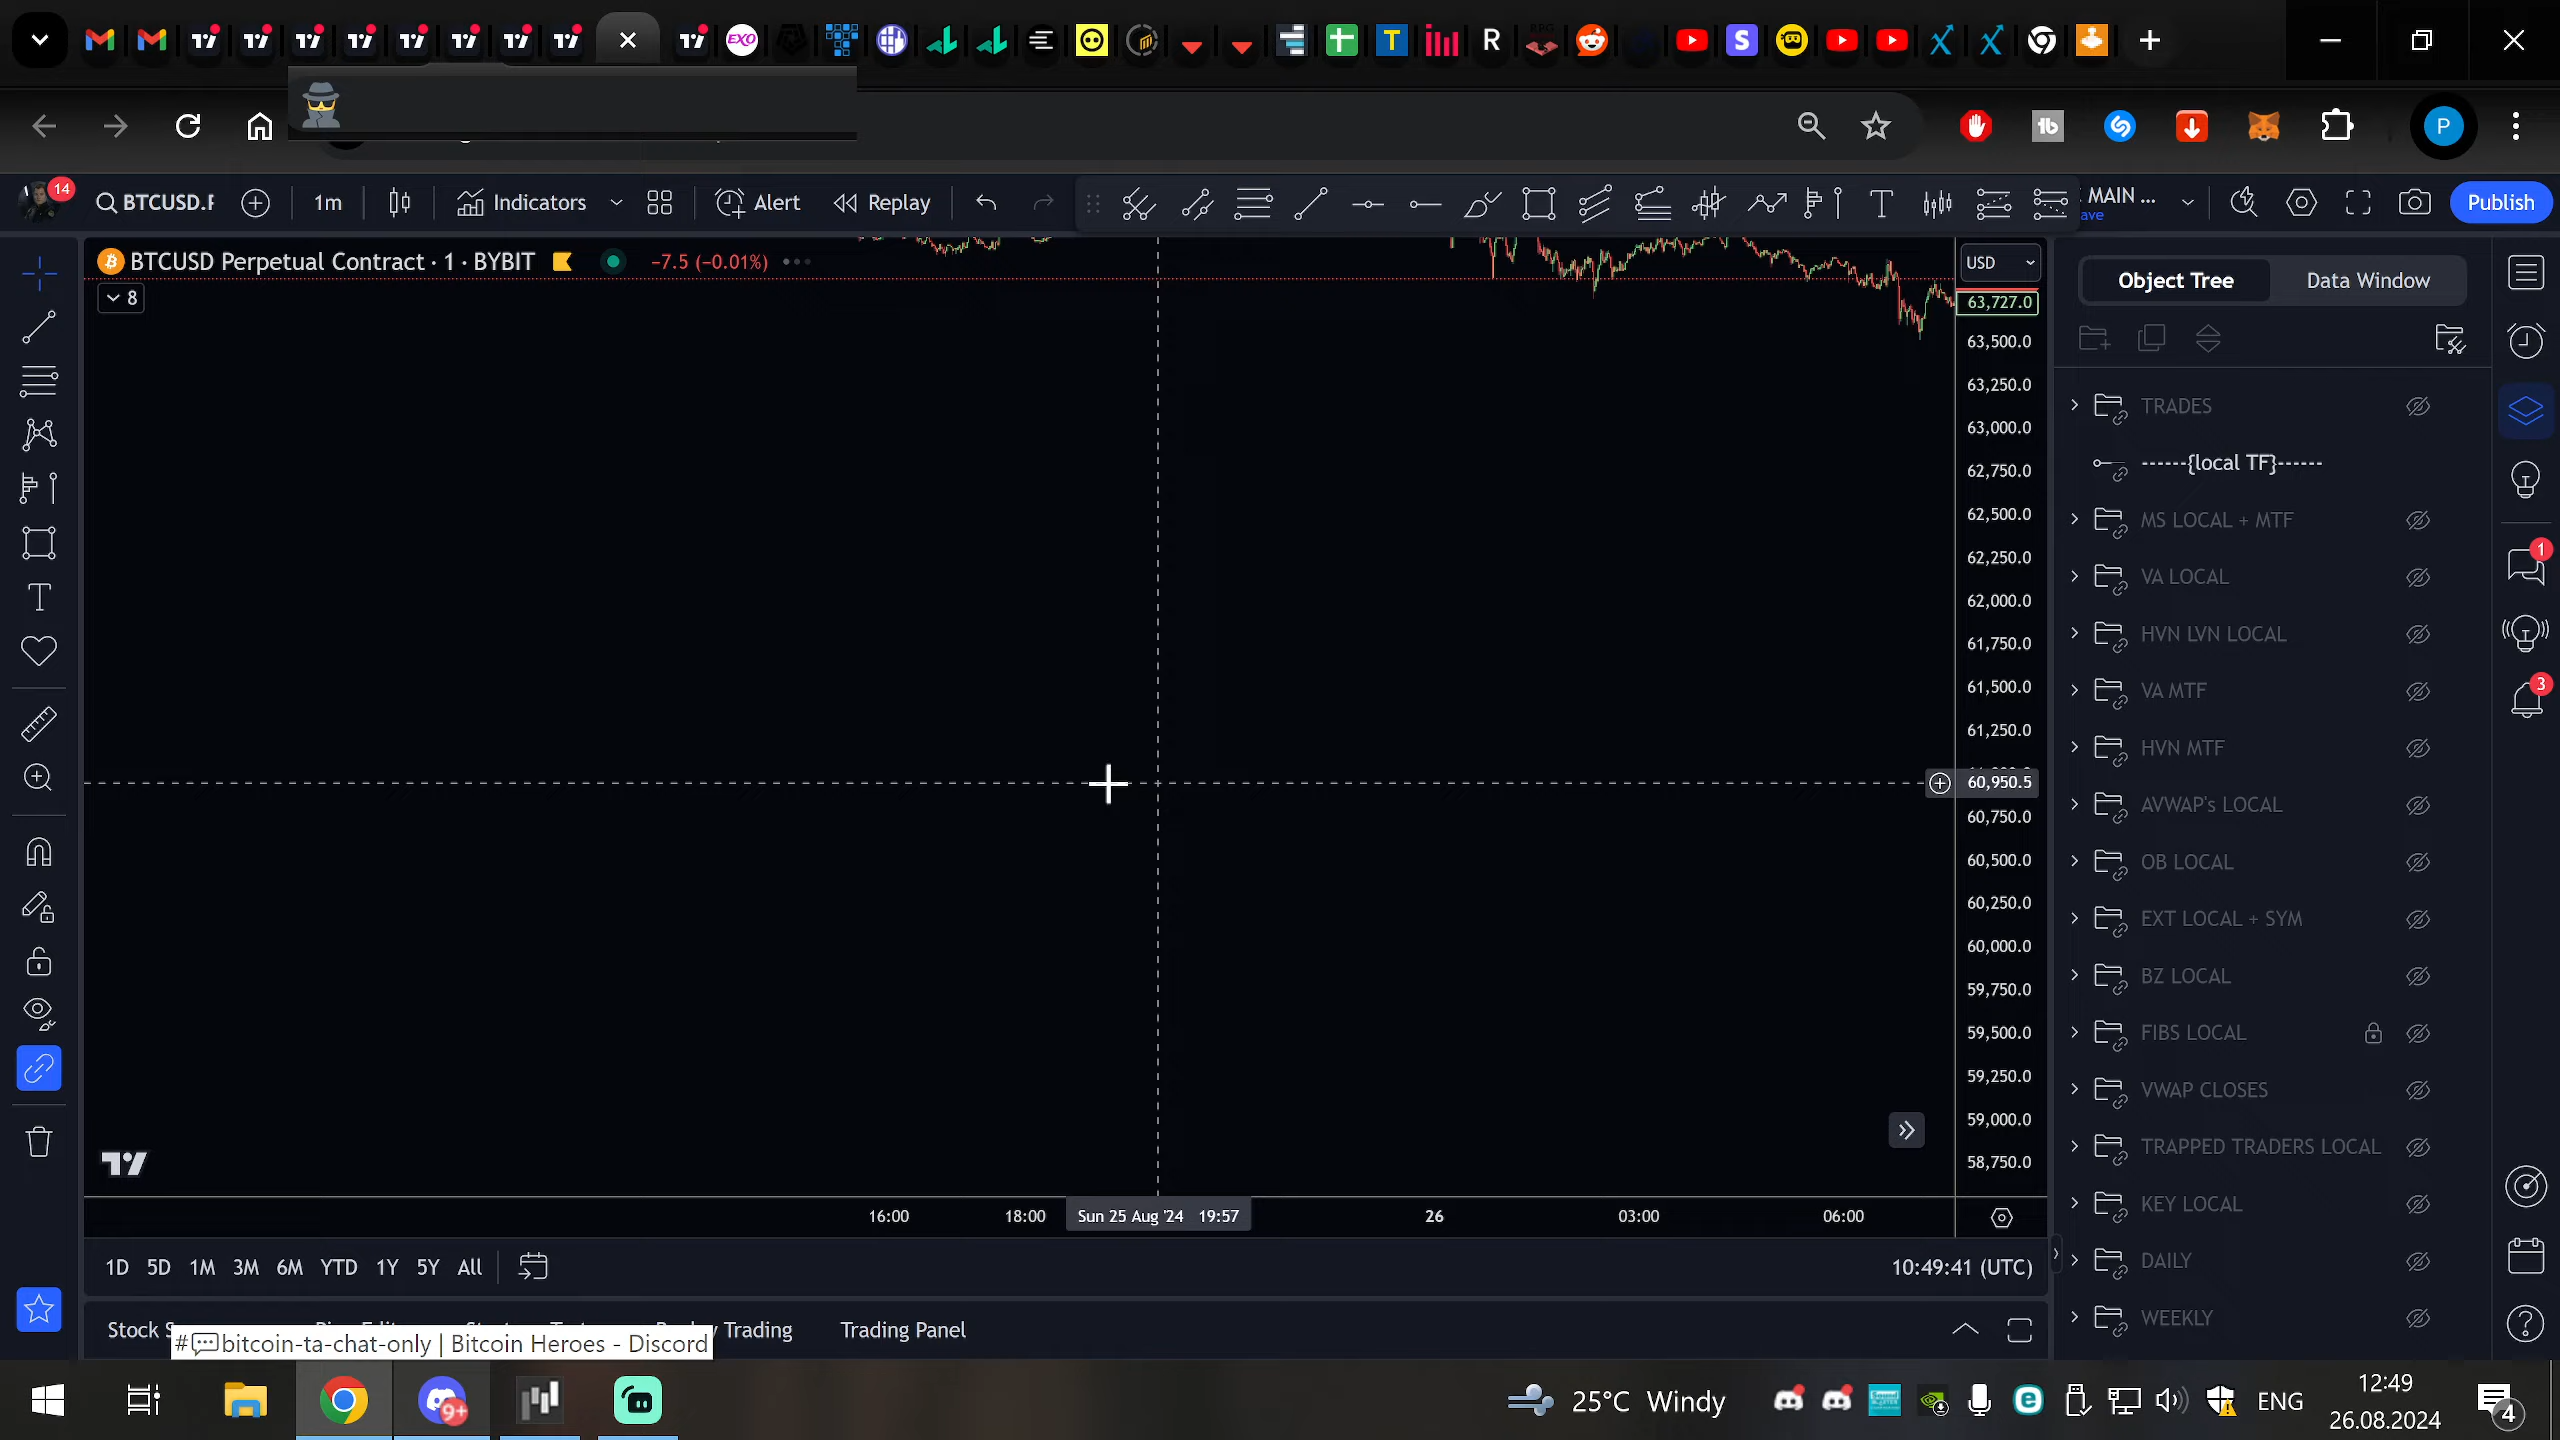 EXO
R
P
14
BTCUSD.F
1m
Indicators
Alert
Replay
MAIN ...
ave
Publish
BTCUSD Perpetual Contract · 1 · BYBIT
−7.5 (−0.01%)
8
USD
63,727.0
63,500.0
63,250.0
63,000.0
62,750.0
62,500.0
62,250.0
62,000.0
61,750.0
61,500.0
61,250.0
60,950.5
60,750.0
60,500.0
60,250.0
60,000.0
59,750.0
59,500.0
59,250.0
59,000.0
58,750.0
16:00
18:00
Sun 25 Aug '24 19:57
26
03:00
06:00
Object Tree
Data Window
TRADES
------{local TF}------
MS LOCAL + MTF
VA LOCAL
HVN LVN LOCAL
VA MTF
HVN MTF
AVWAP's LOCAL
OB LOCAL
EXT LOCAL + SYM
BZ LOCAL
FIBS LOCAL
VWAP CLOSES
TRAPPED TRADERS LOCAL
KEY LOCAL
DAILY
WEEKLY
1
3
1D 5D 1M 3M 6M YTD 1Y 5Y All
10:49:41 (UTC)
Stock
Trading
Trading Panel
#💬bitcoin-ta-chat-only | Bitcoin Heroes - Discord
9+
25°C Windy
ENG
12:49
26.08.2024
4